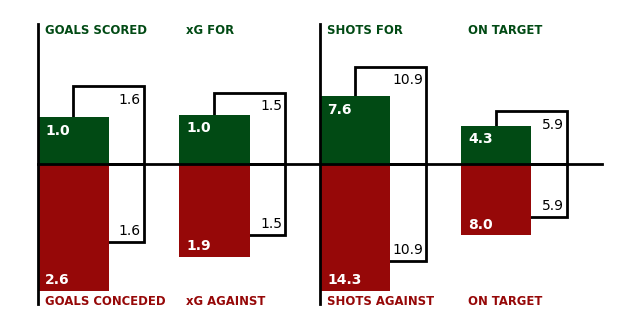 GOALS SCORED xG FOR SHOTS FOR ON TARGET
1.6 1.5 10.9 5.9
1.0 1.0 7.6 4.3
1.6 1.5 10.9 5.9
2.6 1.9 14.3 8.0
GOALS CONCEDED xG AGAINST SHOTS AGAINST ON TARGET